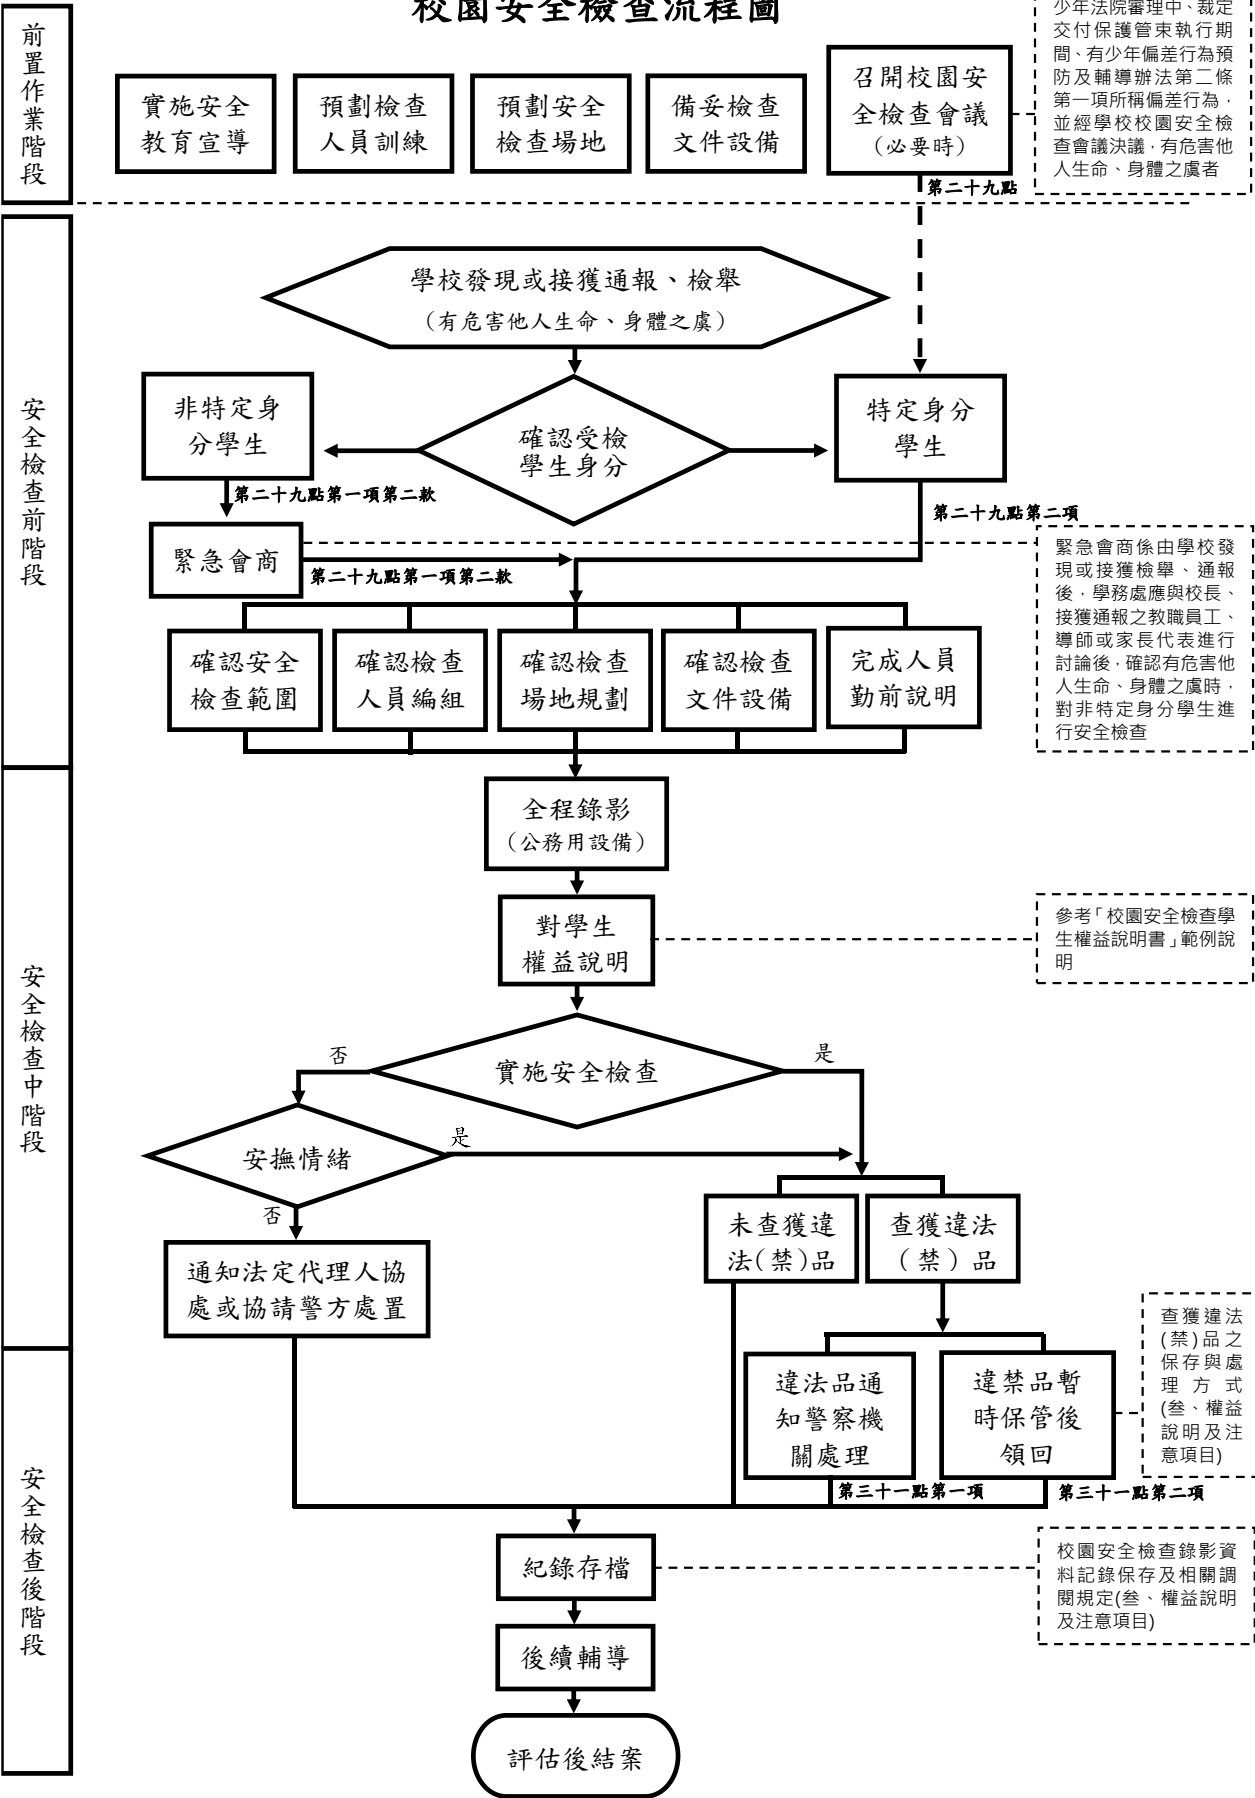 校園安全檢查流程圖
前置作業階段
實施安全
教育宣導
預劃檢查
人員訓練
預劃安全
檢查場地
備妥檢查
文件設備
召開校園安
全檢查會議
(必要時)
少年法院審理中、裁定
交付保護管束執行期
間、有少年偏差行為預
防及輔導辦法第二條
第一項所稱偏差行為，
並經學校校園安全檢
查會議決議，有危害他
人生命、身體之虞者
第二十九點
安全檢查前階段
學校發現或接獲通報、檢舉
(有危害他人生命、身體之虞)
非特定身
分學生
確認受檢
學生身分
特定身分
學生
第二十九點第一項第二款
第二十九點第二項
緊急會商
第二十九點第一項第二款
緊急會商係由學校發
現或接獲檢舉、通報
後，學務處應與校長、
接獲通報之教職員工、
導師或家長代表進行
討論後，確認有危害他
人生命、身體之虞時，
對非特定身分學生進
行安全檢查
確認安全
檢查範圍
確認檢查
人員編組
確認檢查
場地規劃
確認檢查
文件設備
完成人員
勤前說明
安全檢查中階段
全程錄影
(公務用設備)
對學生
權益說明
參考「校園安全檢查學
生權益說明書」範例說
明
實施安全檢查
否
是
安撫情緒
是
否
通知法定代理人協
處或協請警方處置
未查獲違
法(禁)品
查獲違法
(禁)品
安全檢查後階段
違法品通
知警察機
關處理
違禁品暫
時保管後
領回
查獲違法
(禁)品之
保存與處
理方式
(叁、權益
說明及注
意項目)
第三十一點第一項
第三十一點第二項
紀錄存檔
校園安全檢查錄影資
料記錄保存及相關調
閱規定(叁、權益說明
及注意項目)
後續輔導
評估後結案